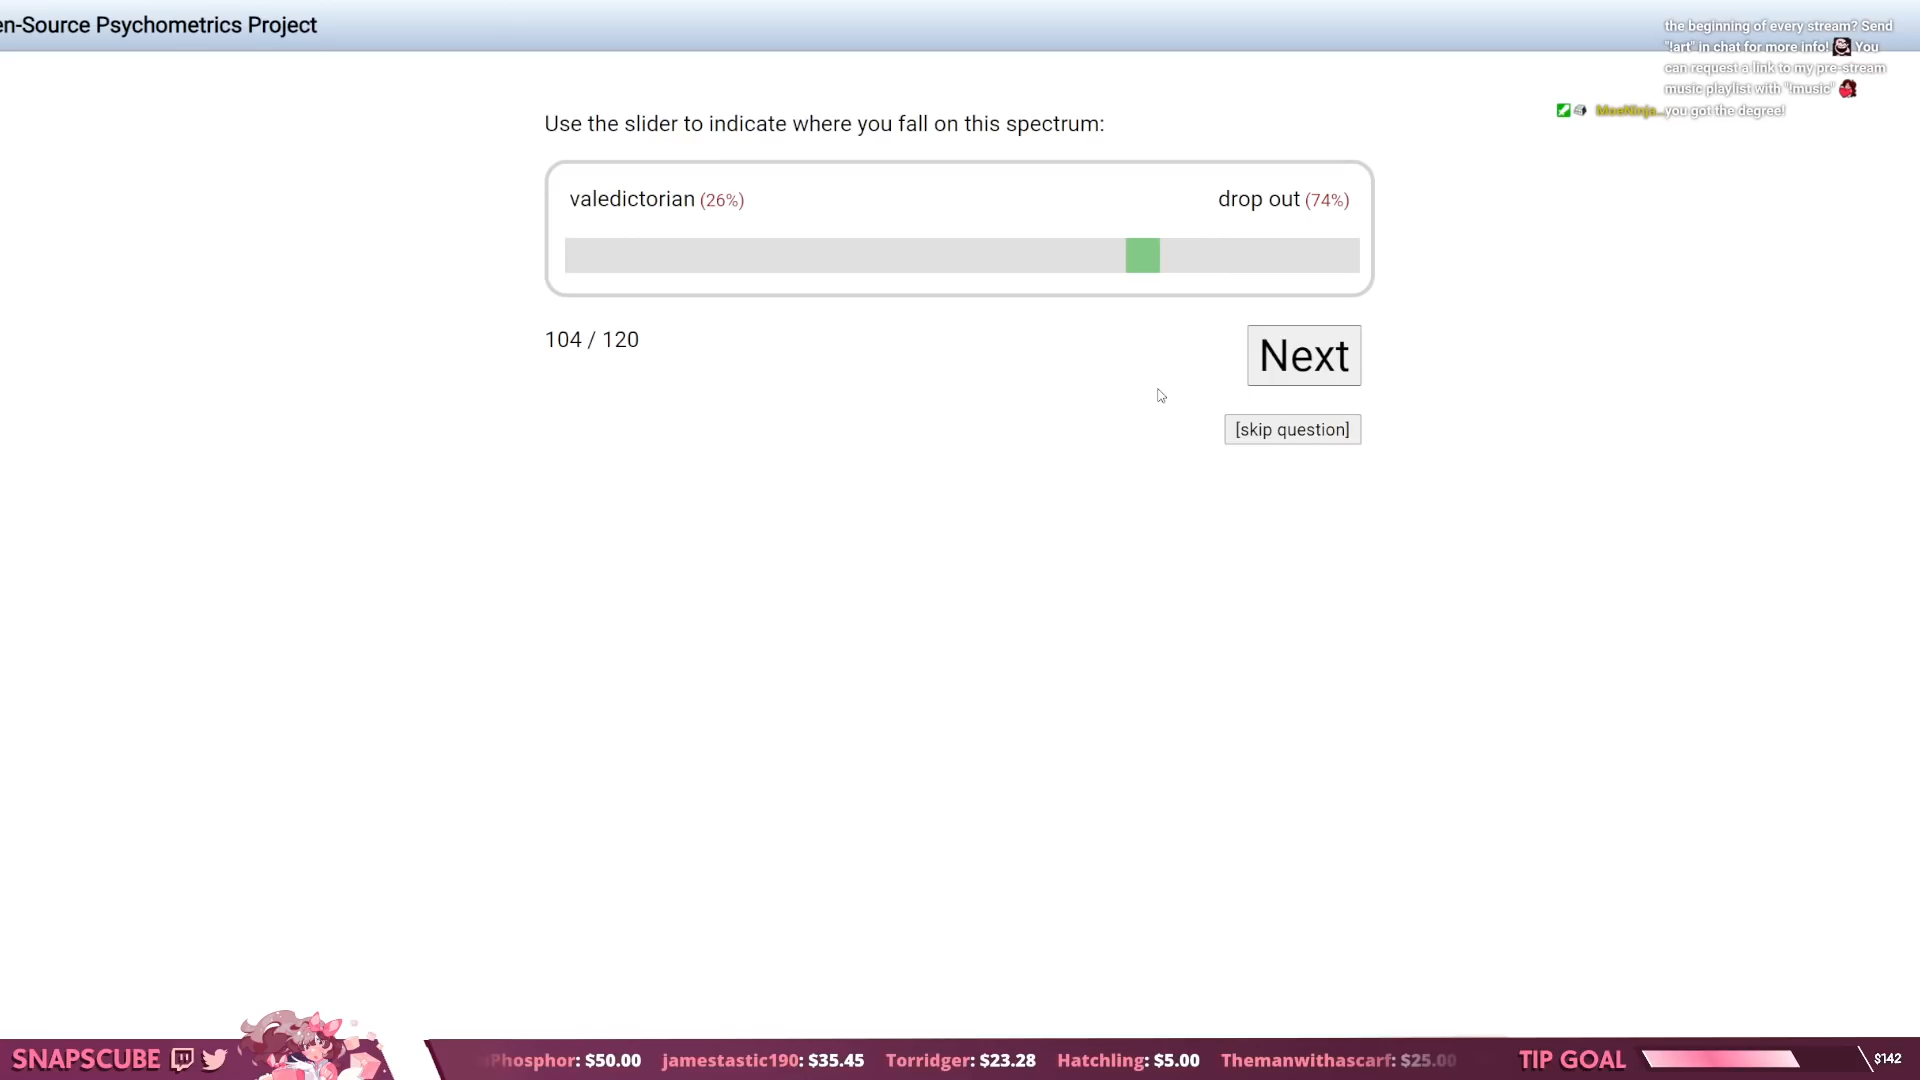 en-Source Psychometrics Project
the beginning of every stream? Send
"!art" in chat for more info! You
can request a link to my pre-stream
music playlist with "!music"
MoeNinja... you got the degree!
Use the slider to indicate where you fall on this spectrum:
valedictorian (26%) drop out (74%)
104 / 120
Next
[skip question]
SNAPSCUBE
Phosphor: $50.00 jamestastic190: $35.45 Torridger: $23.28 Hatchling: $5.00 Themanwithascarf: $25.00
TIP GOAL
$142